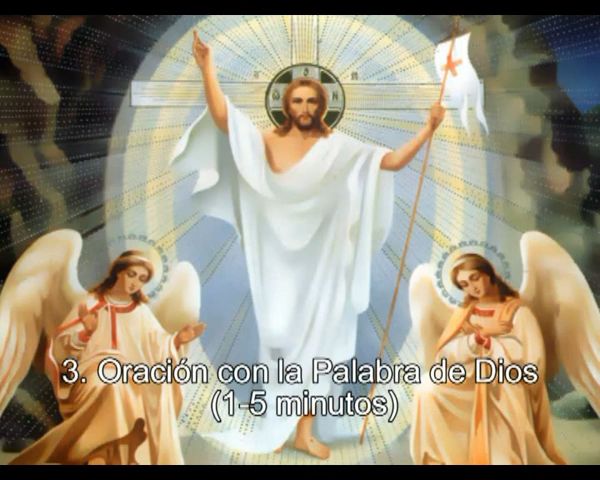 3. Oración con la Palabra de Dios
(1-5 minutos)